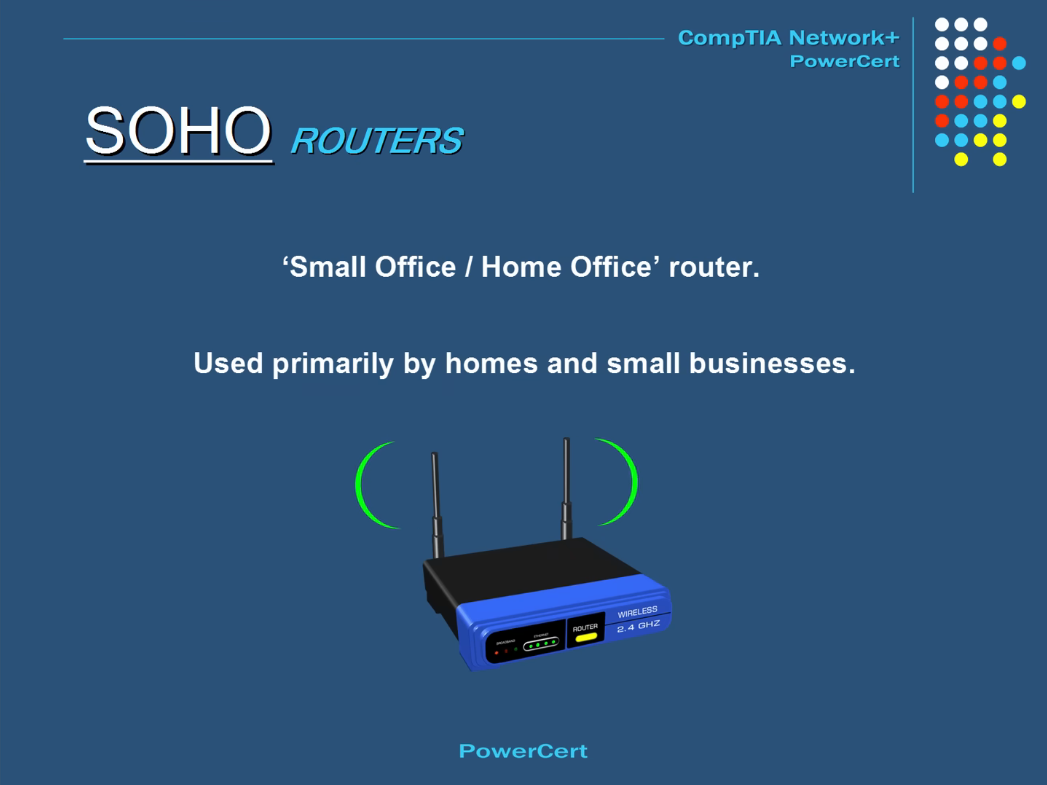 CompTIA Network+
PowerCert
SOHO ROUTERS
‘Small Office / Home Office’ router.
Used primarily by homes and small businesses.
WIRELESS
2.4 GHZ
ROUTER
PowerCert